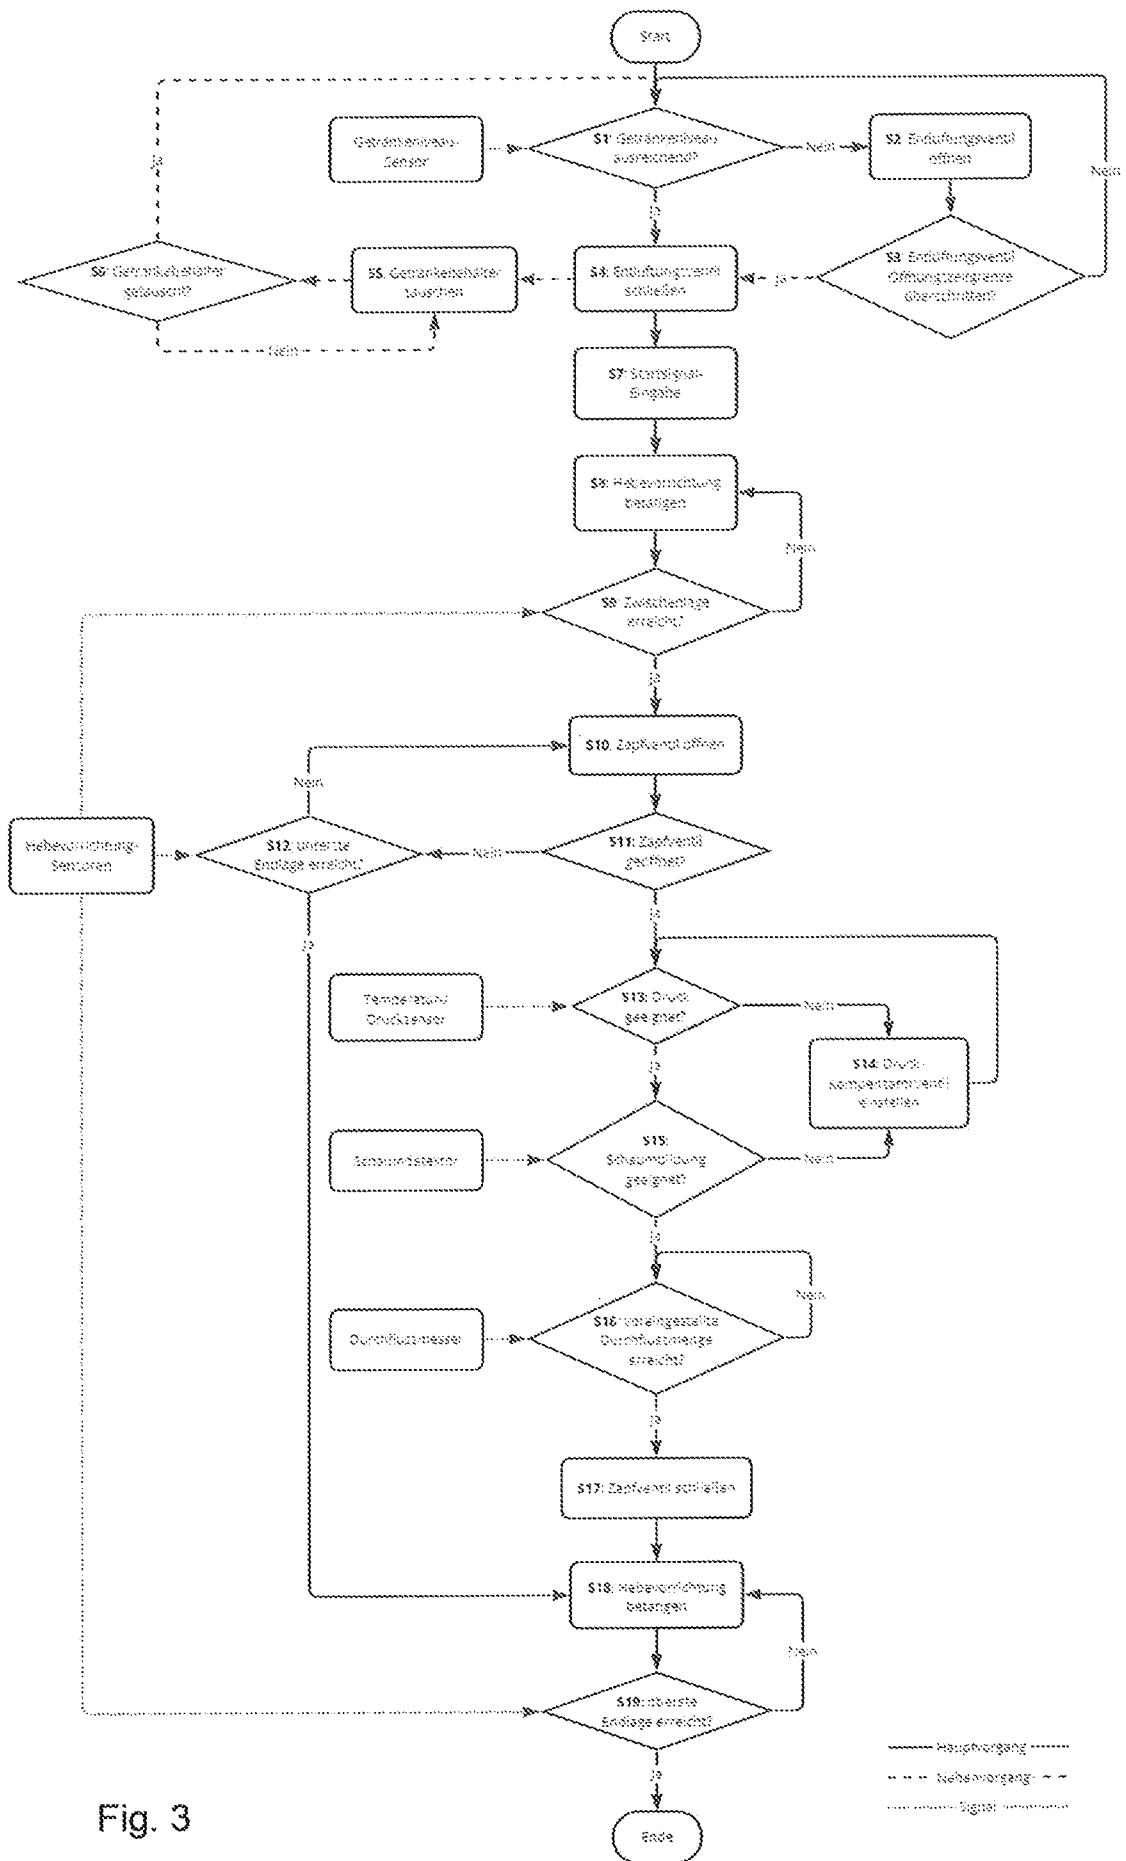 Start
Getränkeniveau-
Sensor
S1: Getränkeniveau
ausreichend?
Nein
S2: Entlüftungsventil
öffnen
Nein
Ja
Ja
S6: Getränkebehälter
getauscht?
S5: Getränkebehälter
tauschen
S4: Entlüftungsventil
schließen
Ja
S3: Entlüftungsventil
Öffnungszeitgrenze
überschritten?
Nein
S7: Startsignal-
Eingabe
S8: Hebevorrichtung
betätigen
Nein
S9: Zwischenlage
erreicht?
Ja
S10: Zapfventil öffnen
Nein
Hebevorrichtung-
Sensoren
S12: unterste
Endlage erreicht?
Nein
S11: Zapfventil
geöffnet?
Ja
Ja
Temperatur/
Drucksensor
S13: Druck
geeignet?
Nein
S14: Druck-
Kompensatorventil
einstellen
Ja
Schaumdetektor
S15:
Schaumbildung
geeignet?
Nein
Ja
Nein
Durchflussmesser
S16: voreingestellte
Durchflussmenge
erreicht?
Ja
S17: Zapfventil schließen
S18: Hebevorrichtung
betätigen
Nein
S19: oberste
Endlage erreicht?
Ja
Ende
Hauptvorgang
Nebenvorgang
Signal
Fig. 3